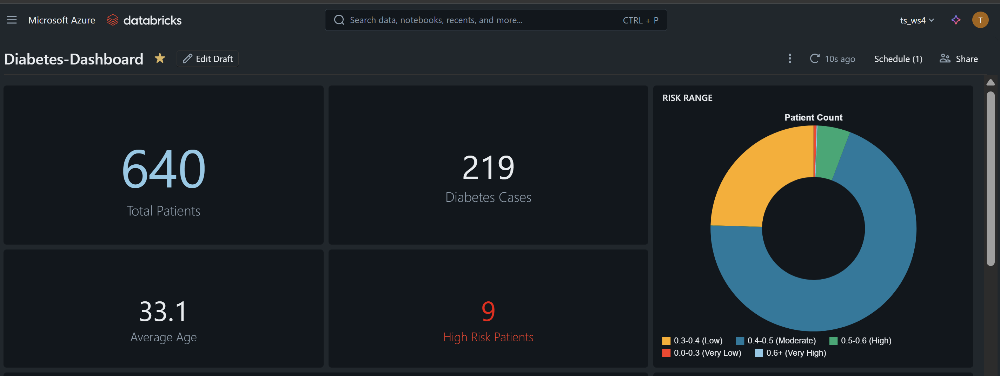 Microsoft Azure databricks
Search data, notebooks, recents, and more... CTRL + P
ts_ws4
T
Diabetes-Dashboard
Edit Draft
10s ago
Schedule (1)
Share
640
Total Patients
219
Diabetes Cases
33.1
Average Age
9
High Risk Patients
RISK RANGE
Patient Count
0.3-0.4 (Low) 0.4-0.5 (Moderate) 0.5-0.6 (High)
0.0-0.3 (Very Low) 0.6+ (Very High)